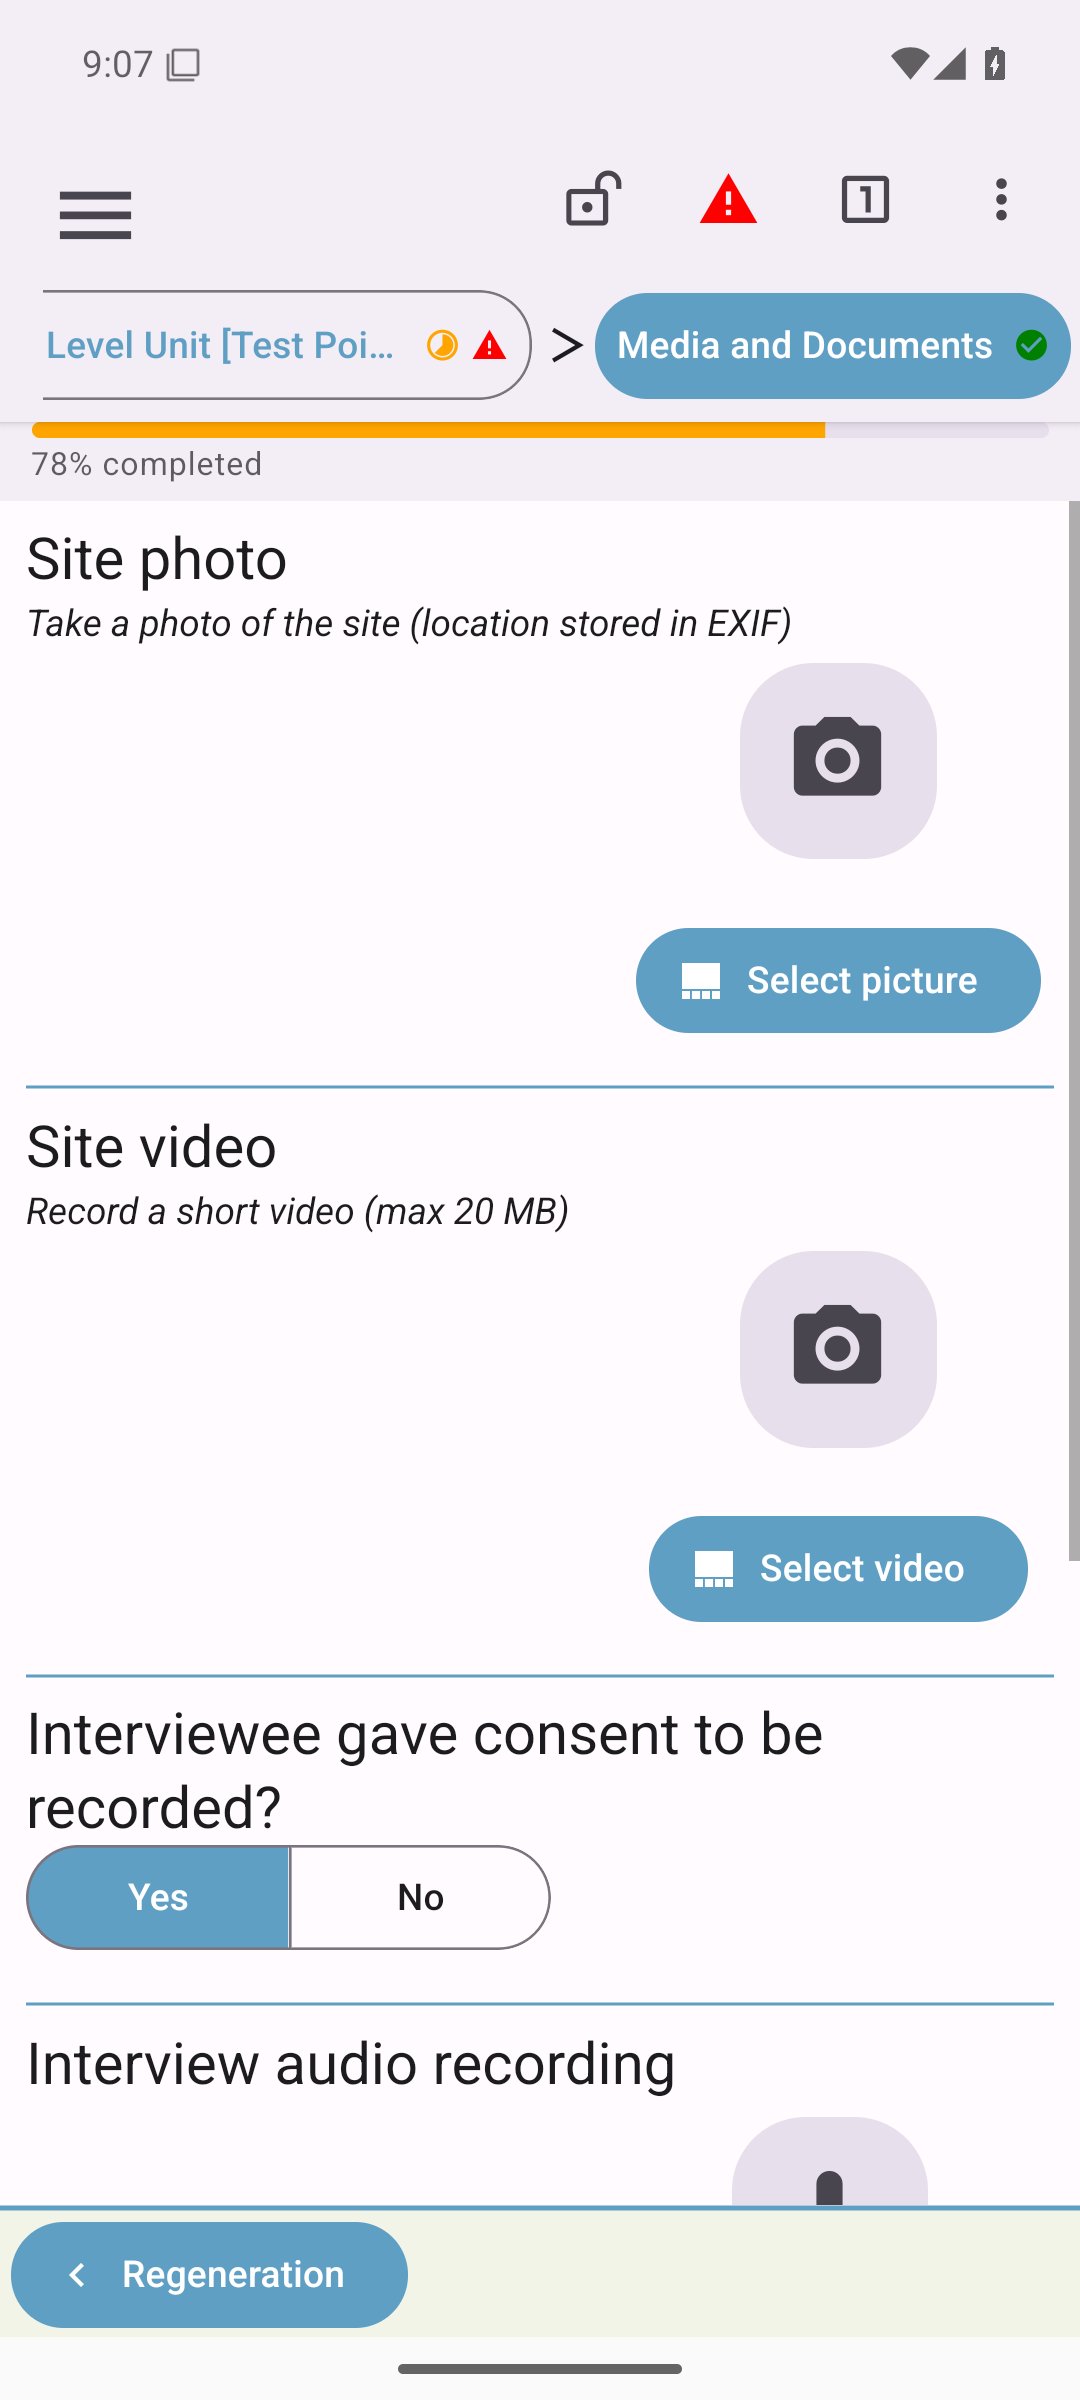 9:07
Level Unit [Test Poi...
>
Media and Documents
78% completed
Site photo
Take a photo of the site (location stored in EXIF)
Select picture
Site video
Record a short video (max 20 MB)
Select video
Interviewee gave consent to be
recorded?
Yes
No
Interview audio recording
Regeneration